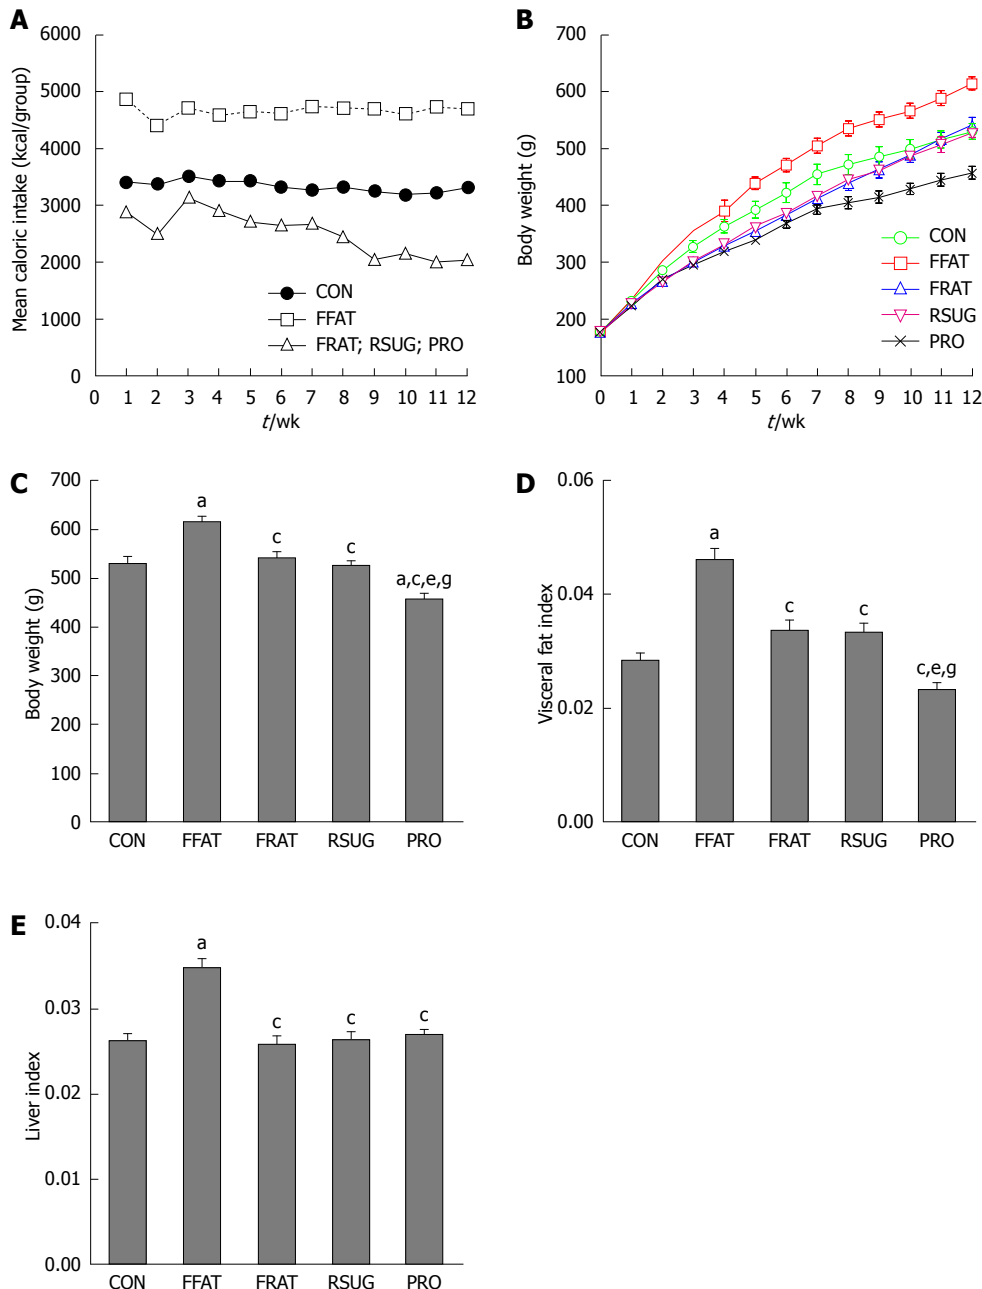 A
6000
5000
4000
3000
2000
1000
0
Mean caloric intake (kcal/group)
CON
FFAT
FRAT; RSUG; PRO
0 1 2 3 4 5 6 7 8 9 10 11 12
t/wk
B
700
600
500
400
300
200
100
Body weight (g)
CON
FFAT
FRAT
RSUG
PRO
0 1 2 3 4 5 6 7 8 9 10 11 12
t/wk
C
700
600
500
400
300
200
100
0
Body weight (g)
a
c
c
a,c,e,g
CON FFAT FRAT RSUG PRO
D
0.06
0.04
0.02
0.00
Visceral fat index
a
c
c
c,e,g
CON FFAT FRAT RSUG PRO
E
0.04
0.03
0.02
0.01
0.00
Liver index
a
c
c
c
CON FFAT FRAT RSUG PRO